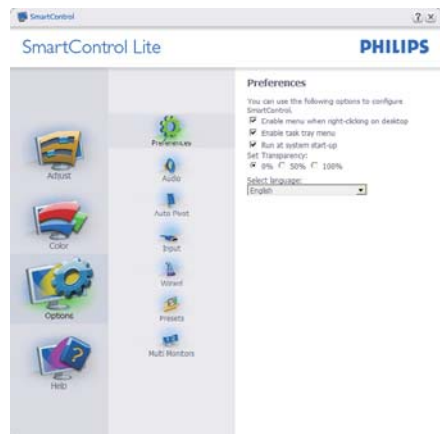 SmartControl
? x
SmartControl Lite
PHILIPS
Adjust
Color
Options
Help
Preferences
Audio
Auto Pivot
Input
Wizard
Presets
Multi Monitors
Preferences
You can use the following options to configure
SmartControl.
Enable menu when right-clicking on desktop
Enable task tray menu
Run at system start-up
Set Transparency:
0% 50% 100%
Select language:
English